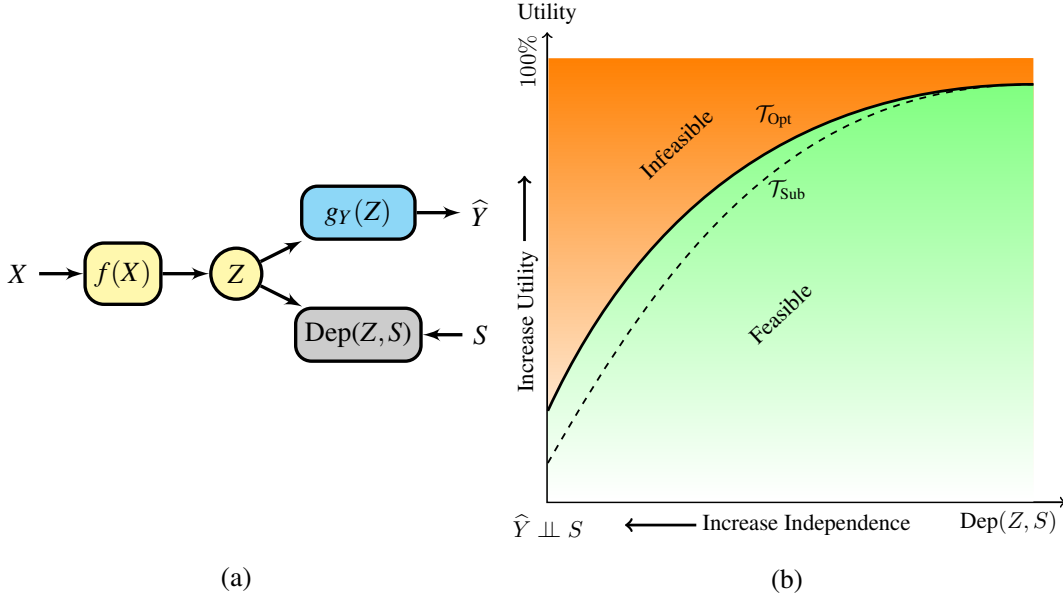 X
f(X)
Z
g_Y(Z)
Ŷ
Dep(Z, S)
S
(a)
Utility
100%
Increase Utility
Infeasible
𝒯_Opt
𝒯_Sub
Feasible
Ŷ ⫫ S
Increase Independence
Dep(Z, S)
(b)